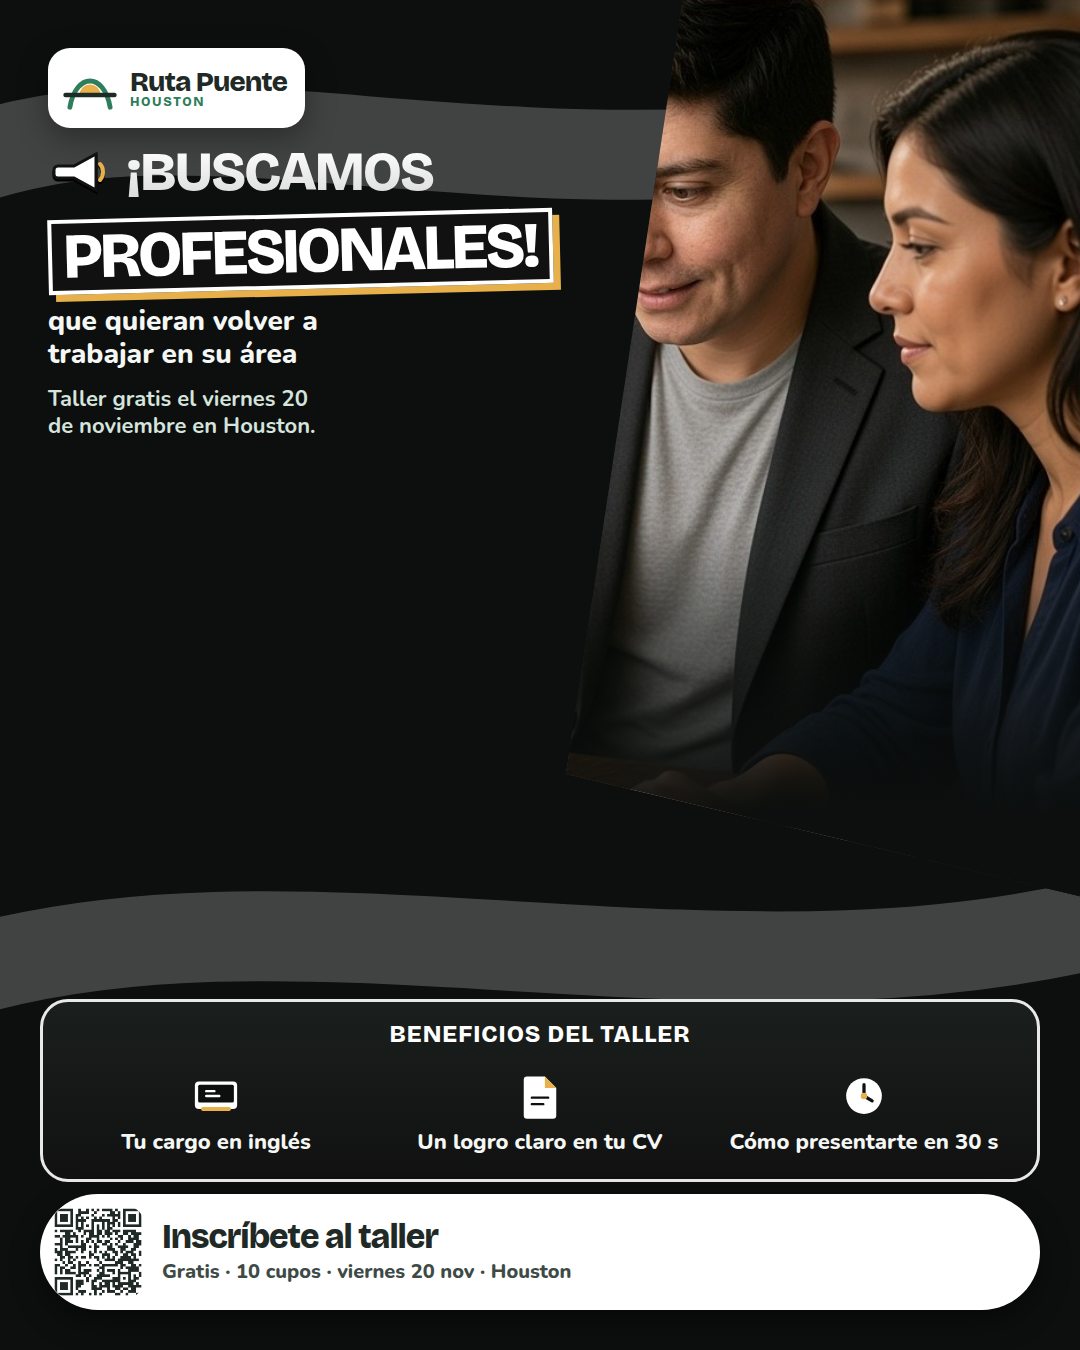 Ruta Puente
HOUSTON
¡BUSCAMOS
PROFESIONALES!
que quieran volver a
trabajar en su área
Taller gratis el viernes 20
de noviembre en Houston.
BENEFICIOS DEL TALLER
Tu cargo en inglés
Un logro claro en tu CV
Cómo presentarte en 30 s
Inscríbete al taller
Gratis · 10 cupos · viernes 20 nov · Houston